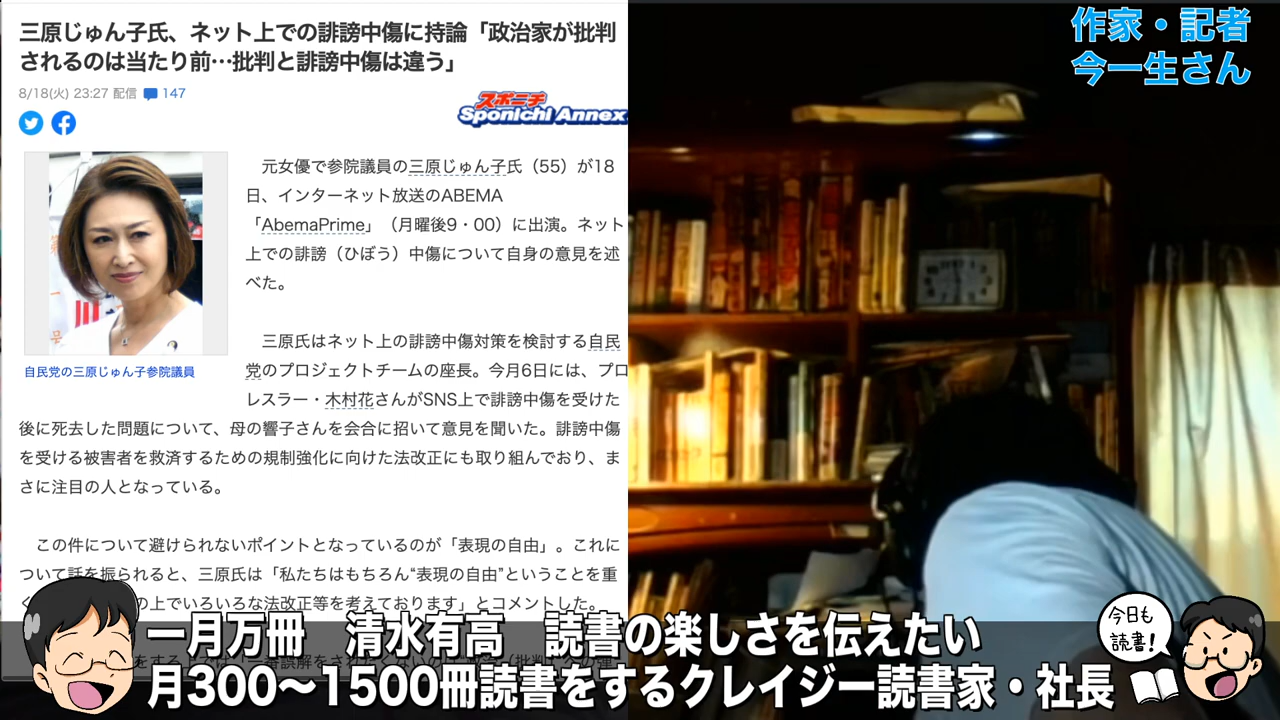 三原じゅん子氏、ネット上での誹謗中傷に持論「政治家が批判
されるのは当たり前…批判と誹謗中傷は違う」
8/18(火) 23:27 配信 147
スポニチ
Sponichi Annex
元女優で参院議員の三原じゅん子氏（55）が18
日、インターネット放送のABEMA
「AbemaPrime」（月曜後9・00）に出演。ネット
上での誹謗（ひぼう）中傷について自身の意見を述
べた。
自民党の三原じゅん子参院議員
三原氏はネット上の誹謗中傷対策を検討する自民
党のプロジェクトチームの座長。今月6日には、プロ
レスラー・木村花さんがSNS上で誹謗中傷を受けた
後に死去した問題について、母の響子さんを会合に招いて意見を聞いた。誹謗中傷
を受ける被害者を救済するための規制強化に向けた法改正にも取り組んでおり、ま
さに注目の人となっている。
この件について避けられないポイントとなっているのが「表現の自由」。これに
ついて話を振られると、三原氏は「私たちはもちろん“表現の自由”ということを重
の上でいろいろな法改正等を考えております」とコメントした。
作家・記者
今一生さん
一月万冊 清水有高 読書の楽しさを伝えたい
月300〜1500冊読書をするクレイジー読書家・社長
今日も
読書!